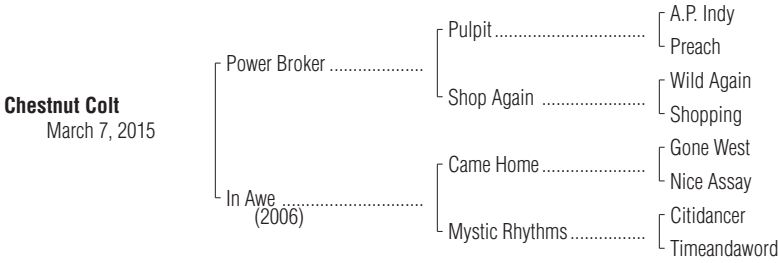 A.P. Indy
Pulpit..............................
Preach
Power Broker ...................
Wild Again
Shop Again .....................
Shopping
Chestnut Colt
March 7, 2015
Gone West
Came Home.....................
Nice Assay
In Awe .............................
(2006)
Citidancer
Mystic Rhythms...............
Timeandaword